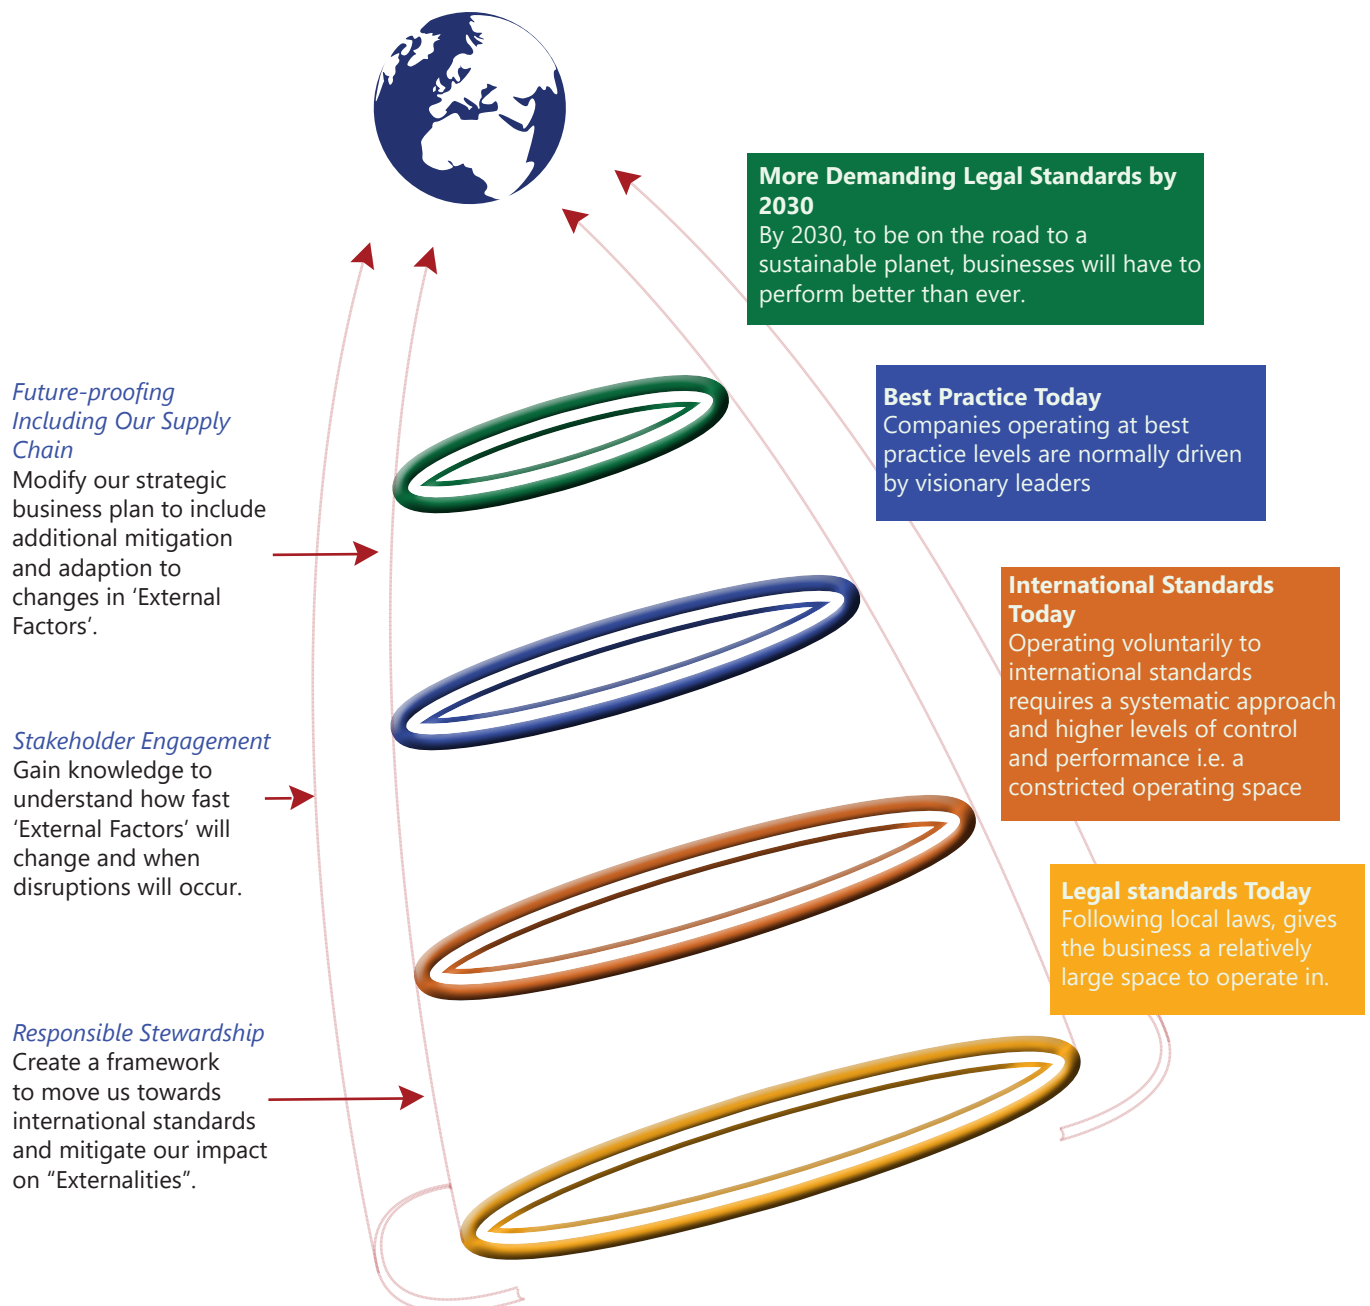 More Demanding Legal Standards by
2030
By 2030, to be on the road to a
sustainable planet, businesses will have to
perform better than ever.
Future-proofing
Including Our Supply
Chain
Modify our strategic
business plan to include
additional mitigation
and adaption to
changes in ‘External
Factors’.
Best Practice Today
Companies operating at best
practice levels are normally driven
by visionary leaders
International Standards
Today
Operating voluntarily to
international standards
requires a systematic approach
and higher levels of control
and performance i.e. a
constricted operating space
Stakeholder Engagement
Gain knowledge to
understand how fast
‘External Factors’ will
change and when
disruptions will occur.
Legal standards Today
Following local laws, gives
the business a relatively
large space to operate in.
Responsible Stewardship
Create a framework
to move us towards
international standards
and mitigate our impact
on “Externalities”.